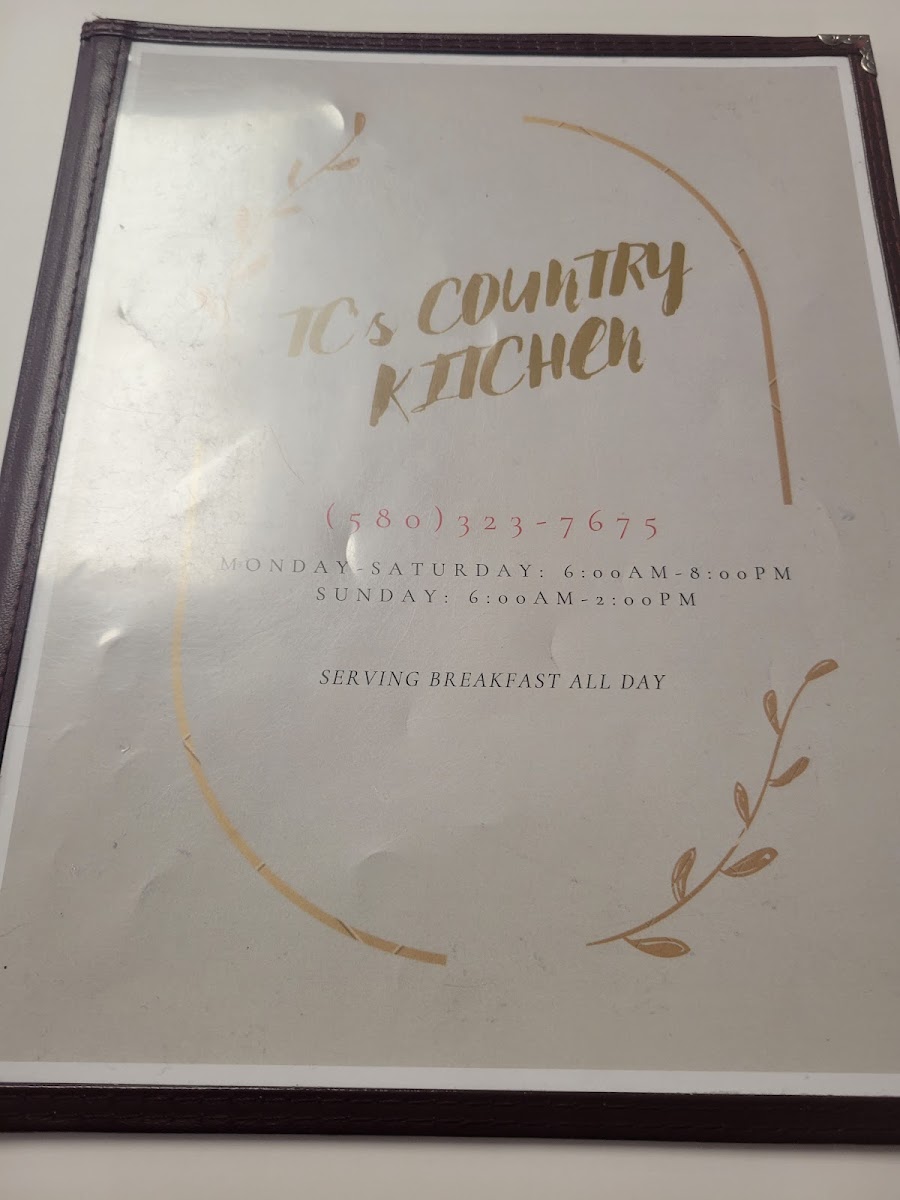 TC's COUNTRY
KITCHEN
(580)323-7675
MONDAY-SATURDAY: 6:00AM-8:00PM
SUNDAY: 6:00AM-2:00PM
SERVING BREAKFAST ALL DAY